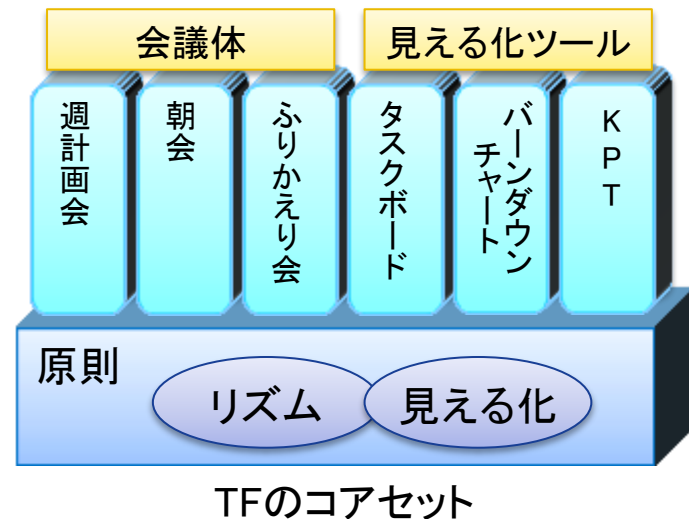 会議体
見える化ツール
週計画会
朝会
ふりかえり会
タスクボード
バーンダウン
チャート
KPT
原則
リズム
見える化
TFのコアセット